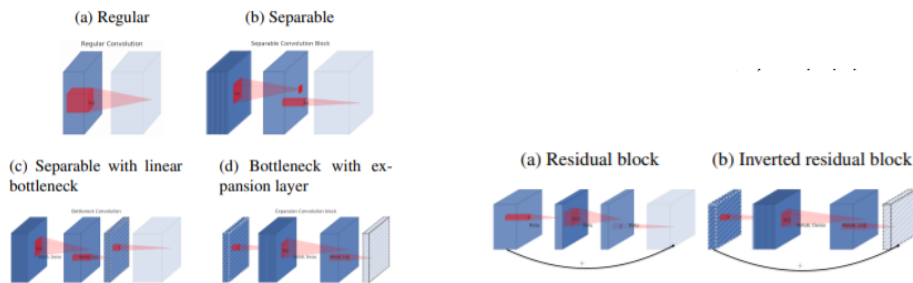 (a) Regular
(b) Separable
Regular Convolution
Separable Convolution Block
(c) Separable with linear
bottleneck
(d) Bottleneck with ex-
pansion layer
Bottleneck Convolution
Expansion Convolution block
(a) Residual block
(b) Inverted residual block